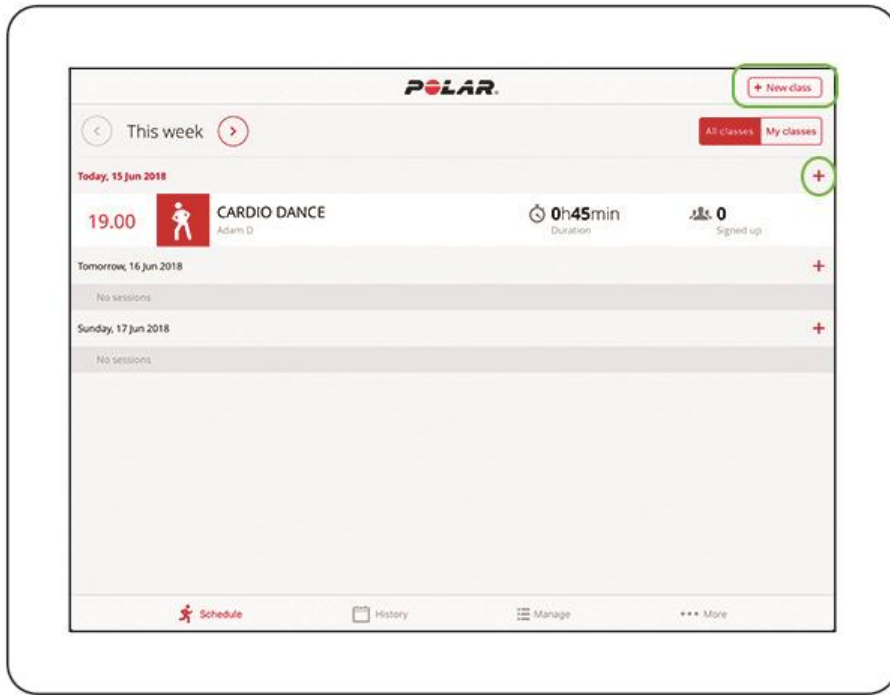 POLAR.
+ New class
This week
All classes My classes
Today, 15 Jun 2018 +
19.00 CARDIO DANCE 0h45min 0
Adam D Duration Signed up
Tomorrow, 16 Jun 2018 +
No sessions
Sunday, 17 Jun 2018 +
No sessions
Schedule History Manage More